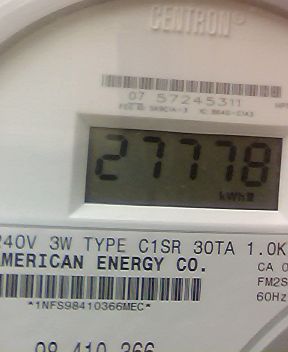 CENTRON®
07 57245311
27778
kWh
240V 3W TYPE C1SR 30TA 1.0K
AMERICAN ENERGY CO.
CA 0
FM2S
60Hz
*1NFS98410366MEC*
98 410 366